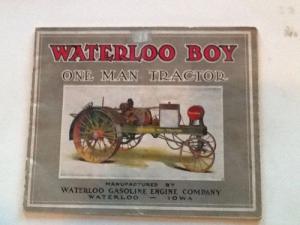 WATERLOO BOY
ONE MAN TRACTOR
MANUFACTURED BY
WATERLOO GASOLINE ENGINE COMPANY
WATERLOO — IOWA